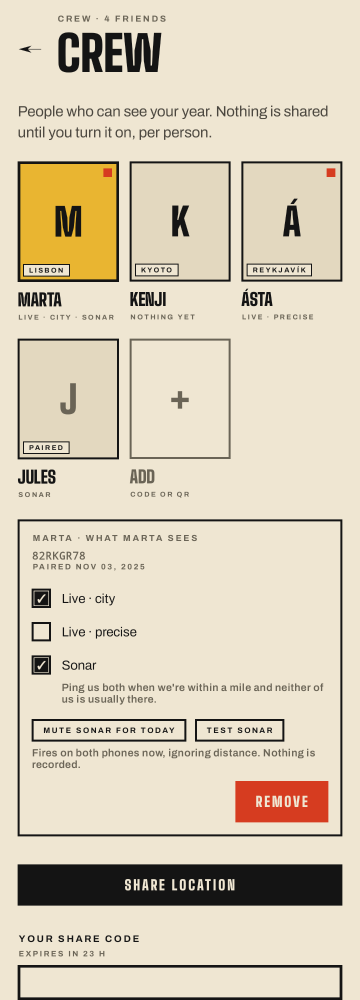 CREW · 4 FRIENDS
← CREW
People who can see your year. Nothing is shared
until you turn it on, per person.
M K Á
LISBON KYOTO REYKJAVÍK
MARTA KENJI ÁSTA
LIVE · CITY · SONAR NOTHING YET LIVE · PRECISE
J +
PAIRED
JULES ADD
SONAR CODE OR QR
MARTA · WHAT MARTA SEES
82RKGR78
PAIRED NOV 03, 2025
Live · city
Live · precise
Sonar
Ping us both when we're within a mile and neither of
us is usually there.
MUTE SONAR FOR TODAY TEST SONAR
Fires on both phones now, ignoring distance. Nothing is
recorded.
REMOVE
SHARE LOCATION
YOUR SHARE CODE
EXPIRES IN 23 H